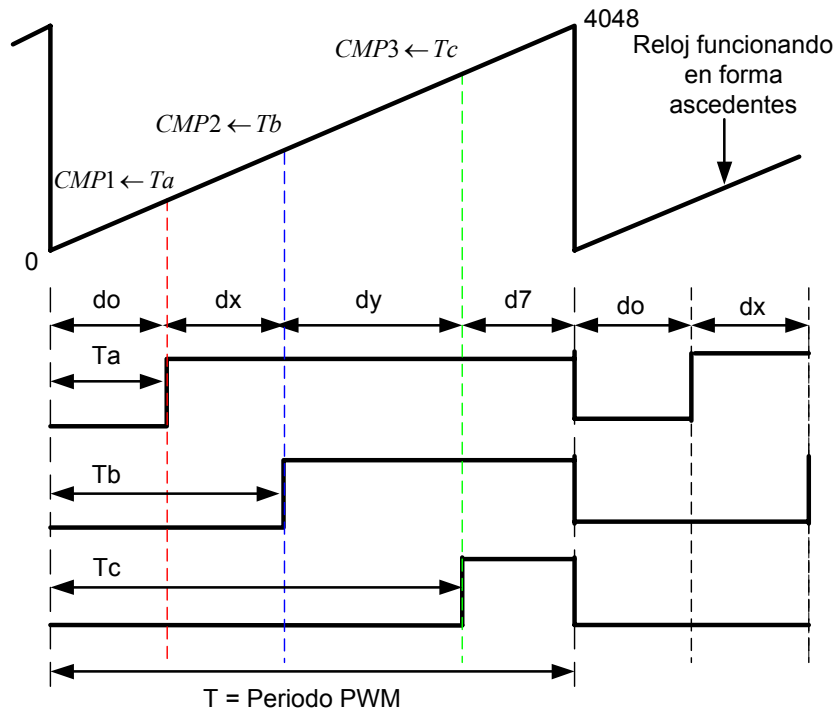 4048
Reloj funcionando
en forma
ascedentes
CMP3 ← Tc
CMP2 ← Tb
CMP1 ← Ta
0
do
dx
dy
d7
do
dx
Ta
Tb
Tc
T = Periodo PWM